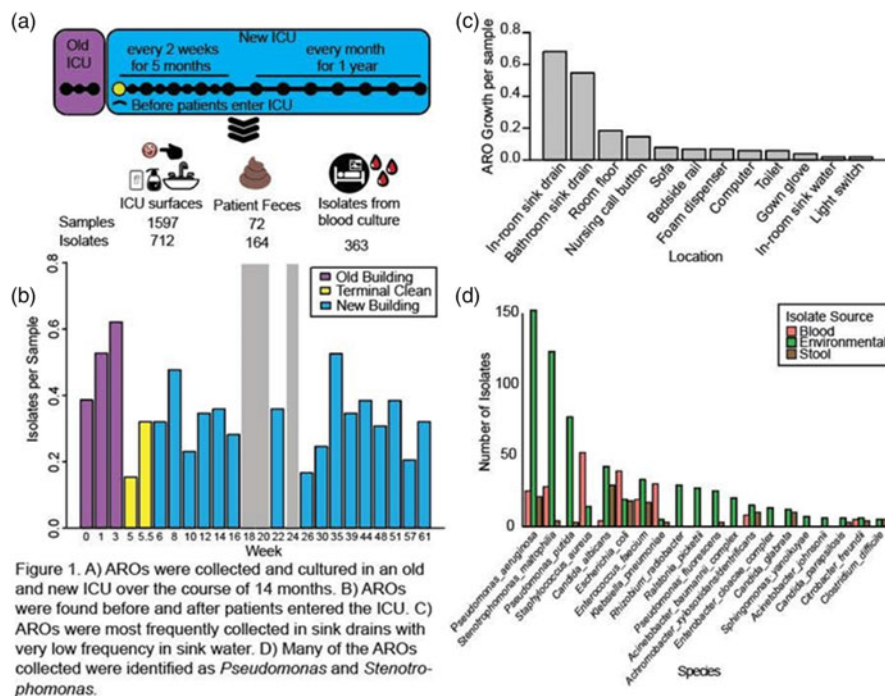 (a)
Old
ICU
New ICU
every 2 weeks
for 5 months
every month
for 1 year
Before patients enter ICU
ICU surfaces
Patient Feces
Isolates from
blood culture
Samples 1597 72
Isolates 712 164 363
(b)
Isolates per Sample
0.8
0.6
0.4
0.2
0.0
Old Building
Terminal Clean
New Building
0 1 3 5 5.5 6 8 10 12 14 16 18 20 22 24 26 30 35 39 44 48 51 57 61
Week
Figure 1. A) AROs were collected and cultured in an old
and new ICU over the course of 14 months. B) AROs
were found before and after patients entered the ICU. C)
AROs were most frequently collected in sink drains with
very low frequency in sink water. D) Many of the AROs
collected were identified as Pseudomonas and Stenotro-
phomonas.
(c)
ARO Growth per sample
0.8
0.6
0.4
0.2
0.0
In-room sink drain
Bathroom sink drain
Room floor
Nursing call button
Sofa
Bedside rail
Foam dispenser
Computer
Toilet
Gown glove
In-room sink water
Light switch
Location
(d)
Number of Isolates
150
100
50
0
Isolate Source
Blood
Environmental
Stool
Pseudomonas_aeruginosa
Stenotrophomonas_maltophilia
Pseudomonas_putida
Staphylococcus_aureus
Candida_albicans
Escherichia_coli
Enterococcus_faecium
Klebsiella_pneumoniae
Rhizobium_radiobacter
Ralstonia_pickettii
Pseudomonas_fluorescens
Acinetobacter_baumannii_complex
Achromobacter_xylosoxidans/denitrificans
Enterobacter_cloacae_complex
Candida_glabrata
Sphingomonas_yanoikuyae
Acinetobacter_johnsonii
Candida_parapsilosis
Citrobacter_freundii
Clostridium_difficile
Species